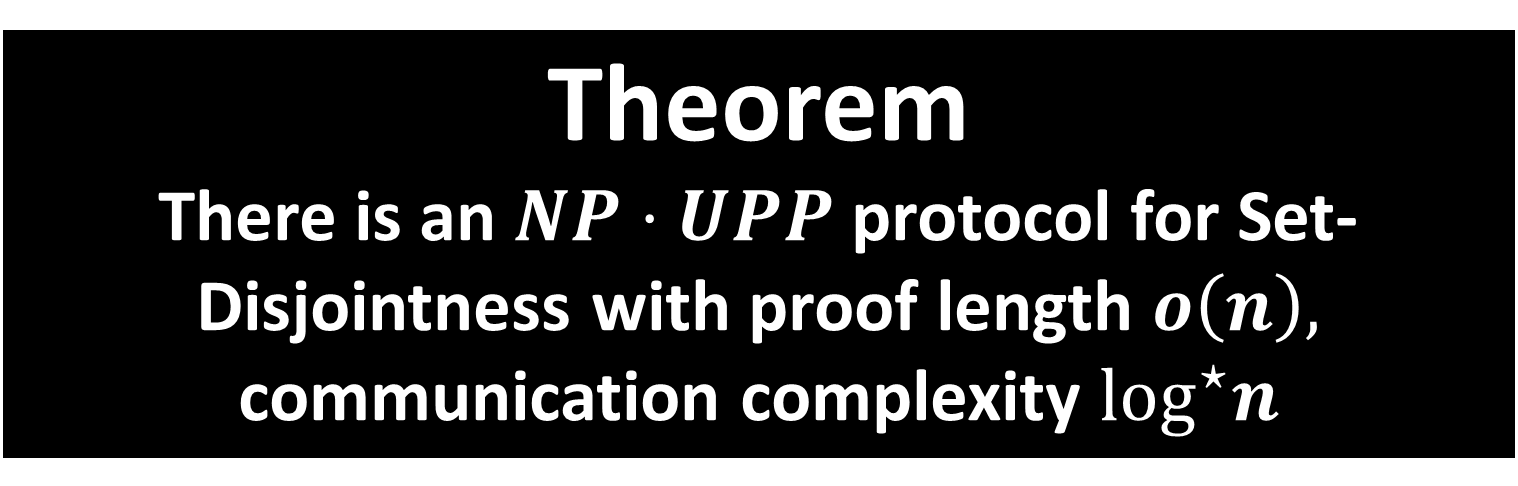 Theorem
There is an NP · UPP protocol for Set-
Disjointness with proof length o(n),
communication complexity log⋆n